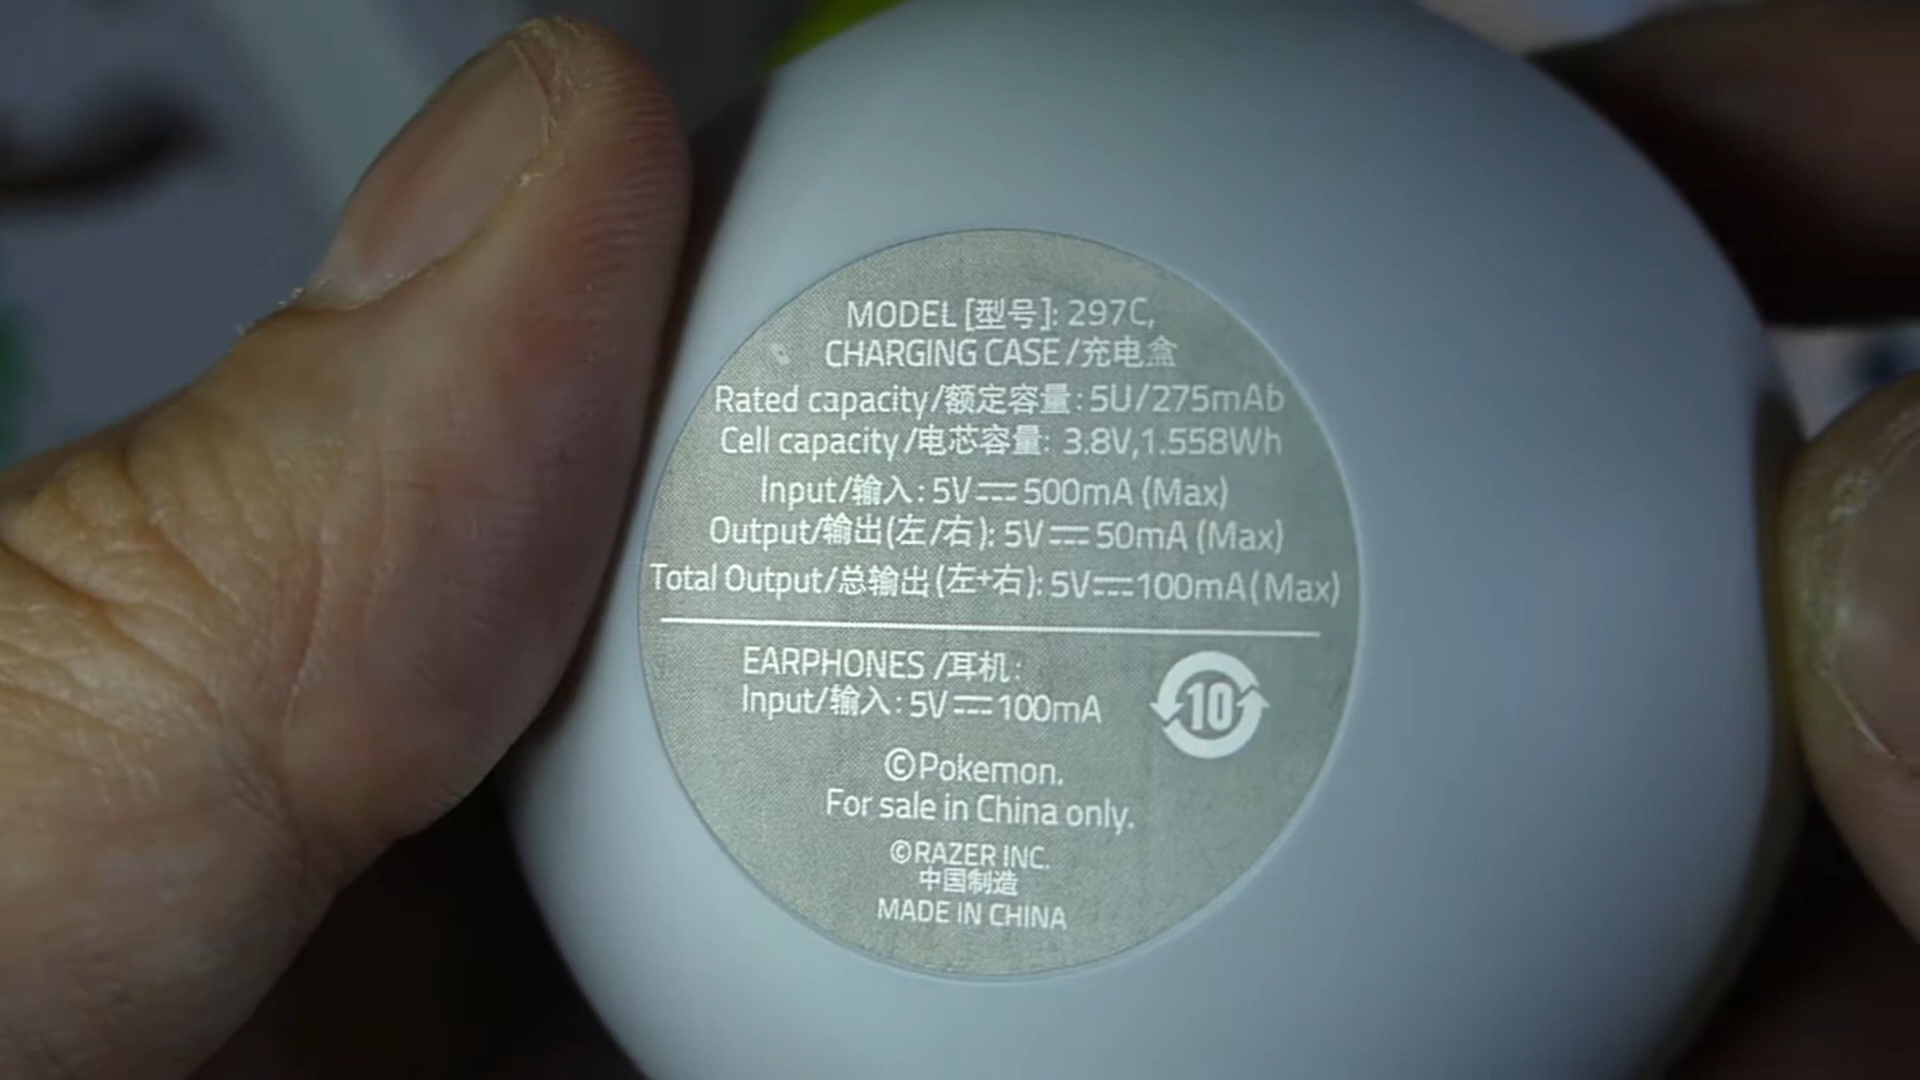 MODEL [型号]: 297C,
CHARGING CASE /充电盒
Rated capacity/额定容量: 5U/275mAb
Cell capacity/电芯容量: 3.8V,1.558Wh
Input/输入: 5V⎓500mA (Max)
Output/输出(左/右): 5V⎓50mA (Max)
Total Output/总输出(左+右): 5V⎓100mA(Max)
EARPHONES /耳机:
Input/输入: 5V⎓100mA
10
©Pokemon.
For sale in China only.
©RAZER INC.
中国制造
MADE IN CHINA